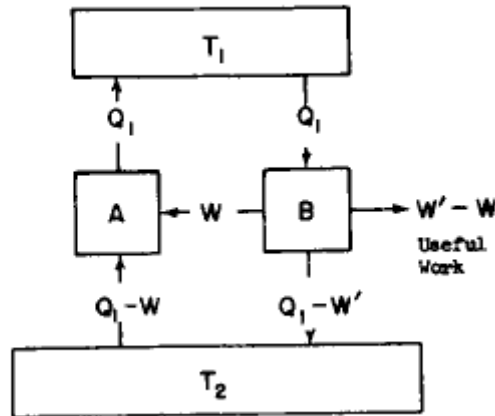 T₁
Q₁ Q₁
A W B W' – W
Useful
Work
Q₁ – W Q₁ – W'
T₂